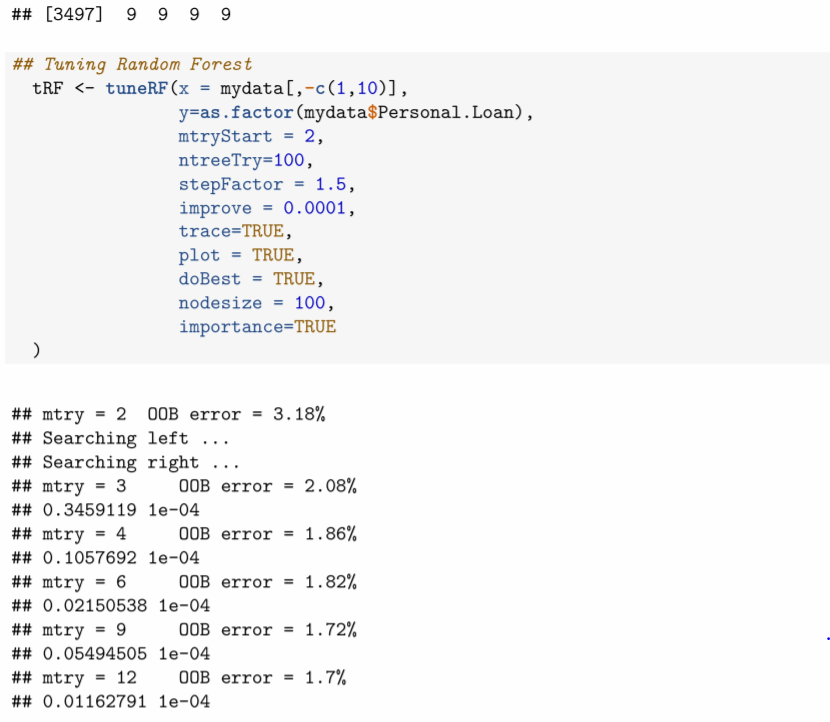 ## [3497]  9  9  9  9
## Tuning Random Forest
  tRF <- tuneRF(x = mydata[,-c(1,10)],
                y=as.factor(mydata$Personal.Loan),
                mtryStart = 2,
                ntreeTry=100,
                stepFactor = 1.5,
                improve = 0.0001,
                trace=TRUE,
                plot = TRUE,
                doBest = TRUE,
                nodesize = 100,
                importance=TRUE
  )
## mtry = 2  OOB error = 3.18%
## Searching left ...
## Searching right ...
## mtry = 3     OOB error = 2.08%
## 0.3459119 1e-04
## mtry = 4     OOB error = 1.86%
## 0.1057692 1e-04
## mtry = 6     OOB error = 1.82%
## 0.02150538 1e-04
## mtry = 9     OOB error = 1.72%
## 0.05494505 1e-04
## mtry = 12    OOB error = 1.7%
## 0.01162791 1e-04